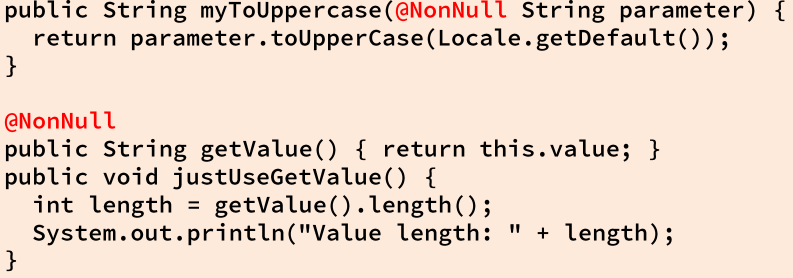 public String myToUppercase(@NonNull String parameter) {
  return parameter.toUpperCase(Locale.getDefault());
}

@NonNull
public String getValue() { return this.value; }
public void justUseGetValue() {
  int length = getValue().length();
  System.out.println("Value length: " + length);
}